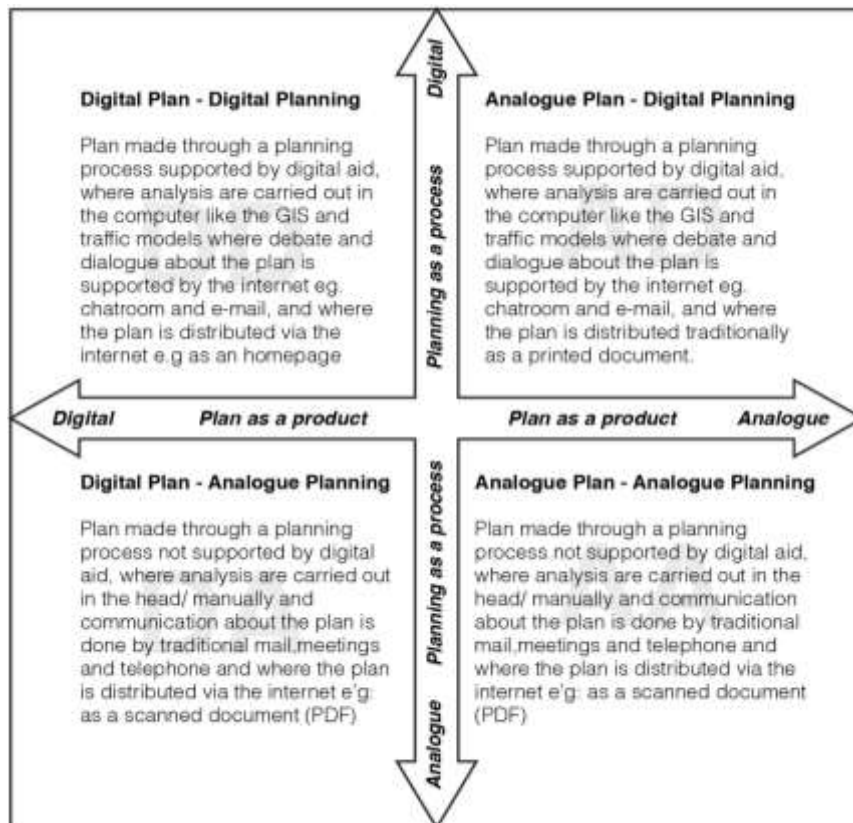 Digital
Planning as a process
Digital Plan - Digital Planning
Plan made through a planning
process supported by digital aid,
where analysis are carried out in
the computer like the GIS and
traffic models where debate and
dialogue about the plan is
supported by the internet eg.
chatroom and e-mail, and where
the plan is distributed via the
internet e.g as an homepage
Analogue Plan - Digital Planning
Plan made through a planning
process supported by digital aid,
where analysis are carried out in
the computer like the GIS and
traffic models where debate and
dialogue about the plan is
supported by the internet eg.
chatroom and e-mail, and where
the plan is distributed traditionally
as a printed document.
Digital Plan as a product
Plan as a product Analogue
Digital Plan - Analogue Planning
Plan made through a planning
process not supported by digital
aid, where analysis are carried out
in the head/ manually and
communication about the plan is
done by traditional mail,meetings
and telephone and where the plan
is distributed via the internet e'g:
as a scanned document (PDF)
Planning as a process
Analogue
Analogue Plan - Analogue Planning
Plan made through a planning
process not supported by digital aid,
where analysis are carried out in the
head/ manually and communication
about the plan is done by traditional
mail,meetings and telephone and
where the plan is distributed via the
internet e'g: as a scanned document
(PDF)